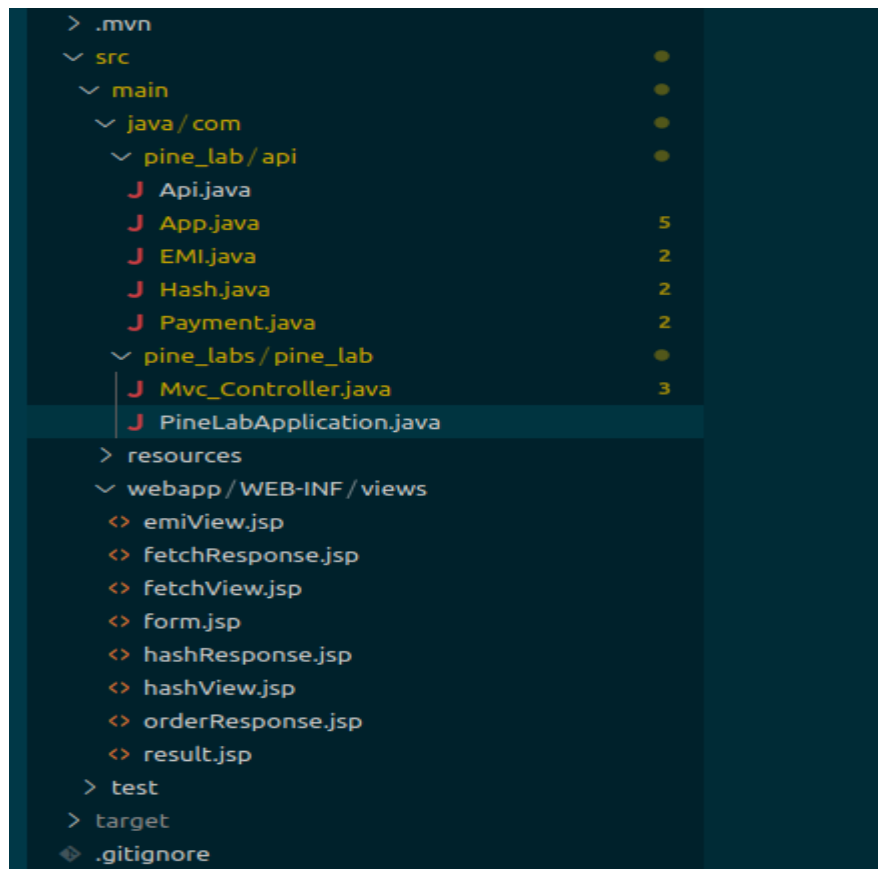 .mvn
src
main
java/com
pine_lab/api
J Api.java
J App.java 5
J EMI.java 2
J Hash.java 2
J Payment.java 2
pine_labs/pine_lab
J Mvc_Controller.java 3
J PineLabApplication.java
resources
webapp/WEB-INF/views
<> emiView.jsp
<> fetchResponse.jsp
<> fetchView.jsp
<> form.jsp
<> hashResponse.jsp
<> hashView.jsp
<> orderResponse.jsp
<> result.jsp
test
target
.gitignore